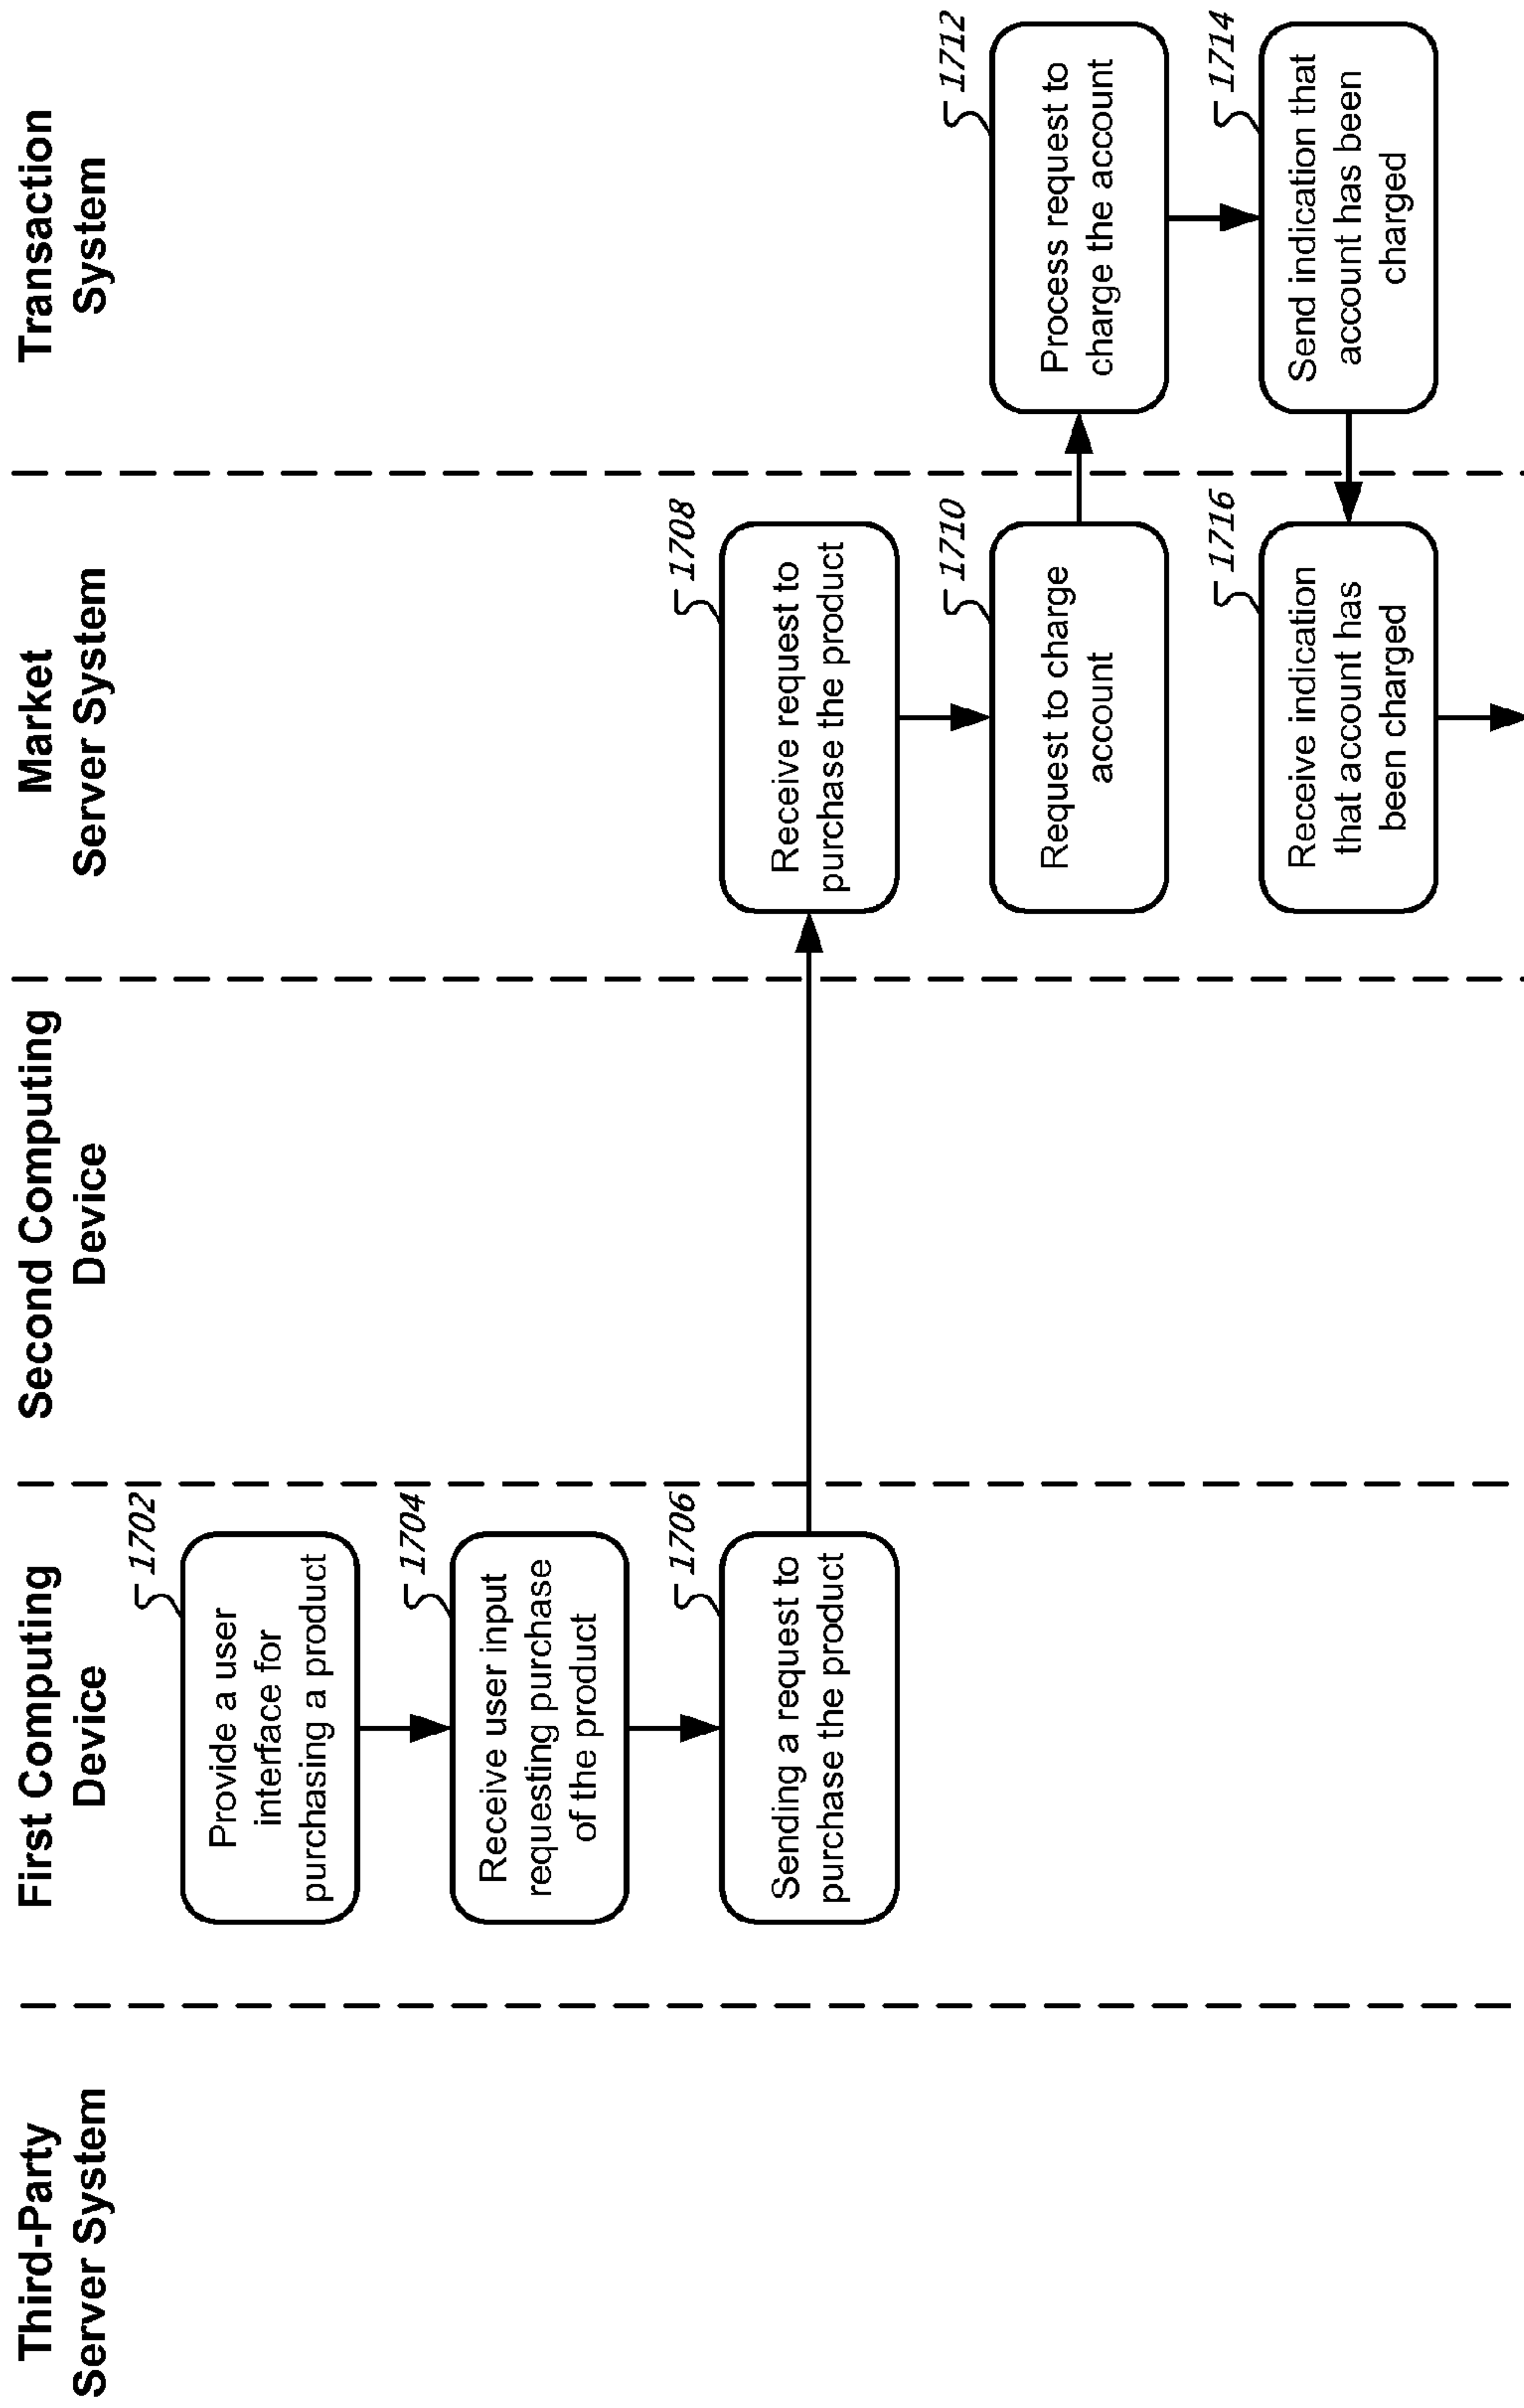 Third-Party
Server System
First Computing
Device
Second Computing
Device
Market
Server System
Transaction
System
1702
Provide a user
interface for
purchasing a product
1704
Receive user input
requesting purchase
of the product
1706
Sending a request to
purchase the product
1708
Receive request to
purchase the product
1710
Request to charge
account
1712
Process request to
charge the account
1714
Send indication that
account has been
charged
1716
Receive indication
that account has
been charged